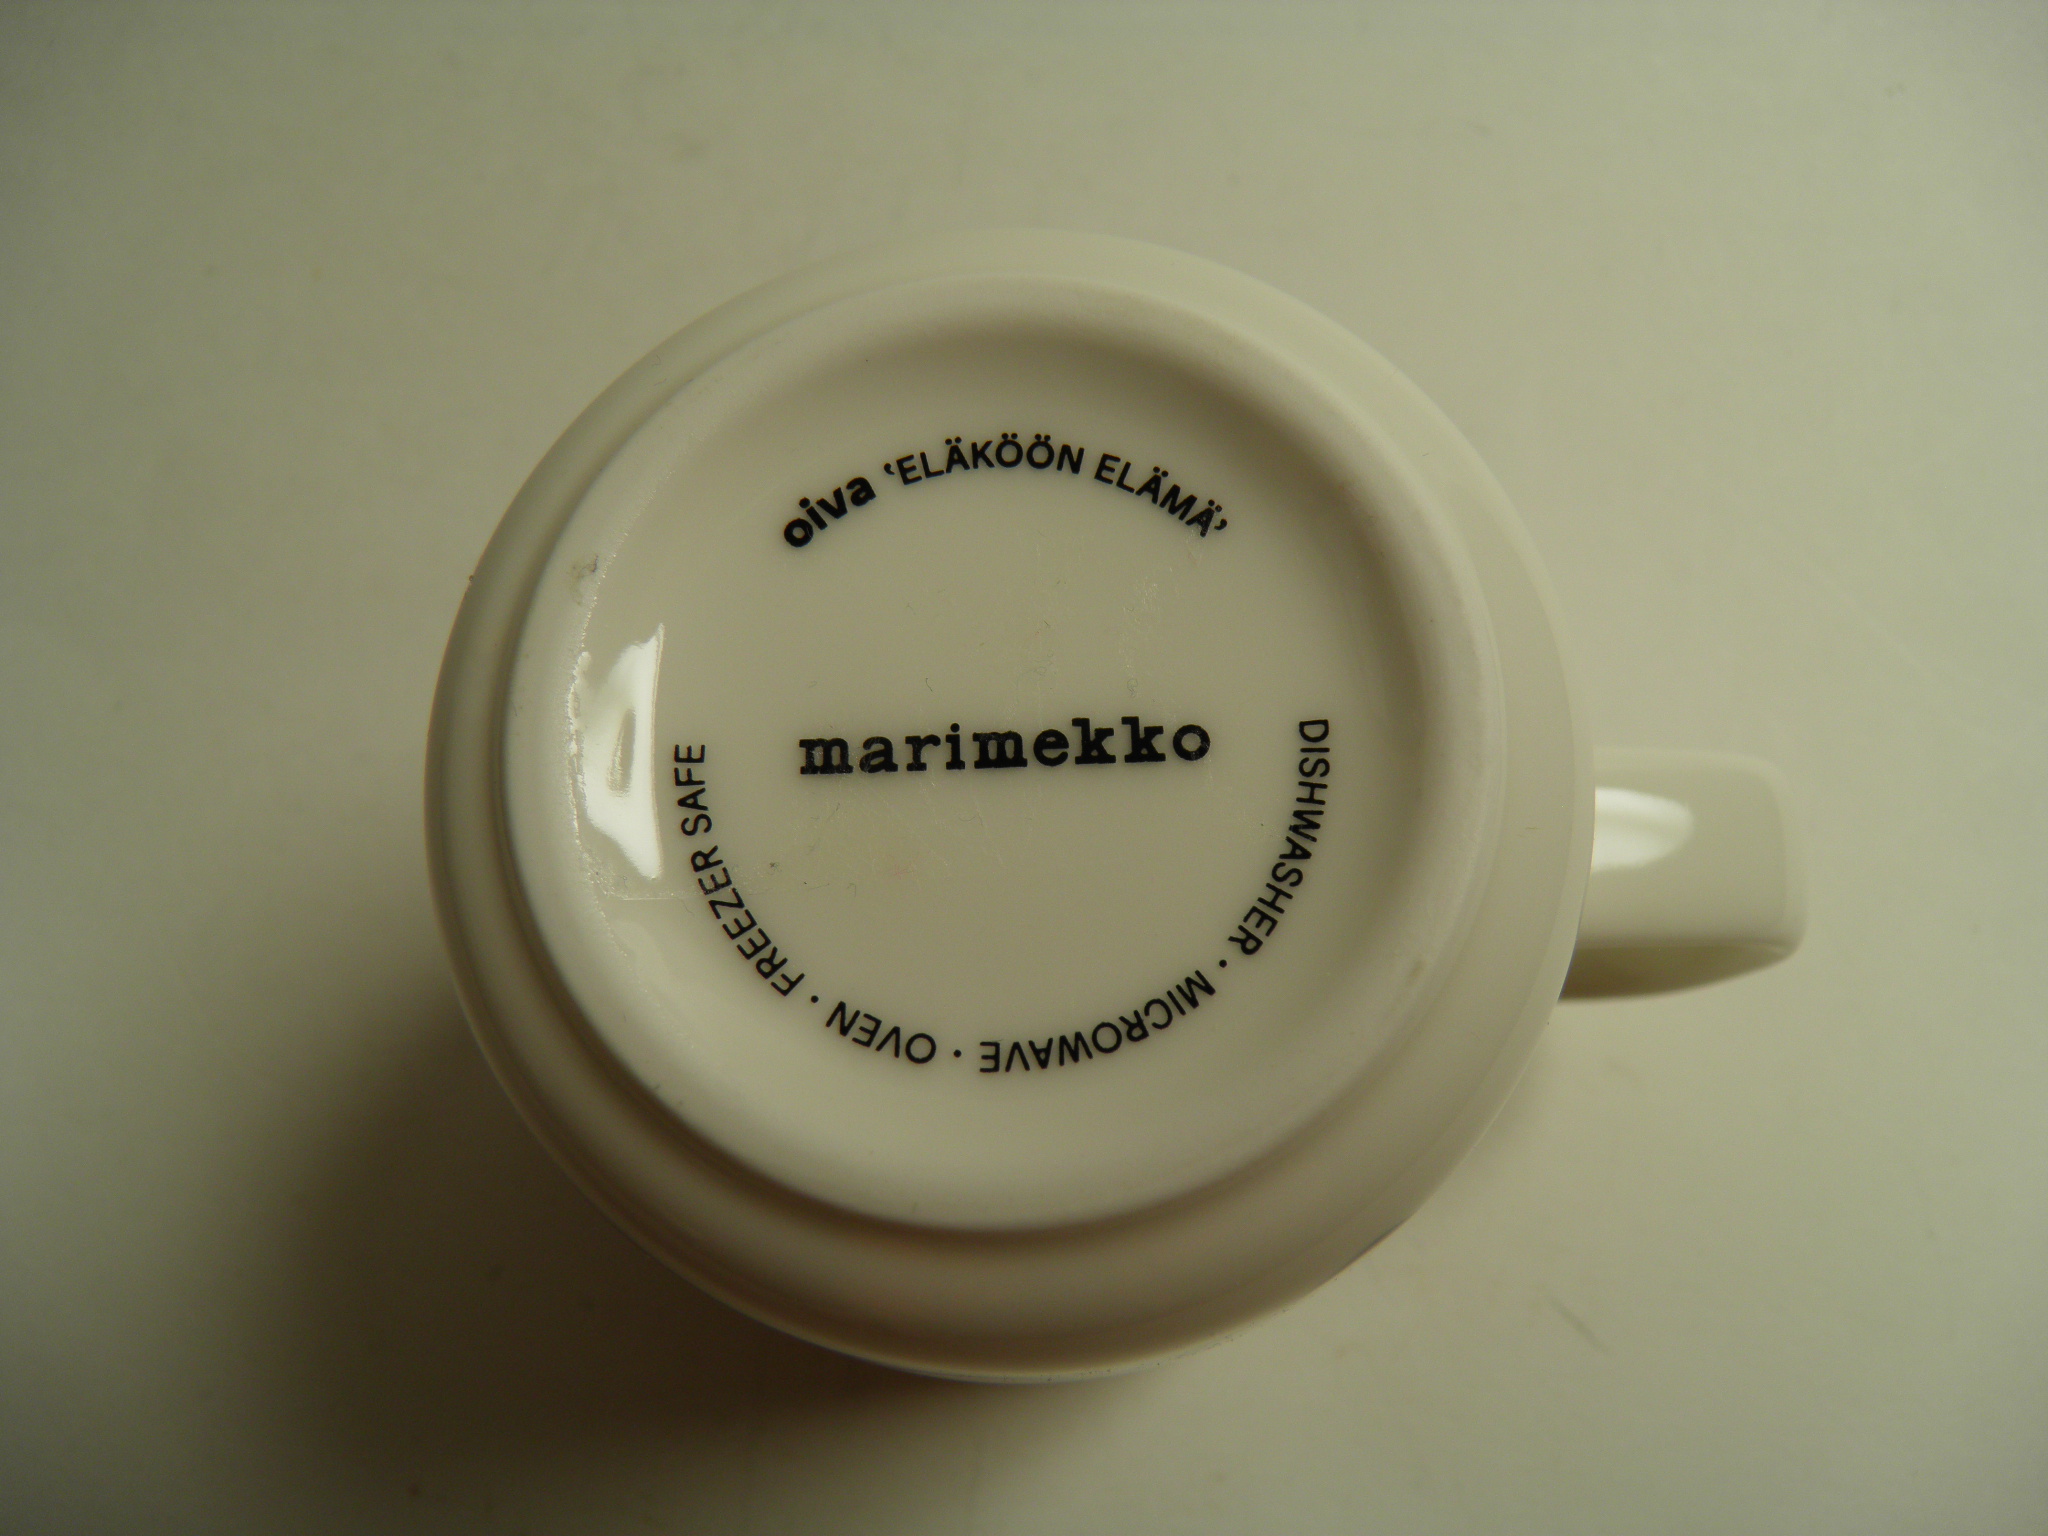 oiva ‘ELÄKÖÖN ELÄMÄ’
marimekko
DISHWASHER · MICROWAVE · OVEN · FREEZER SAFE